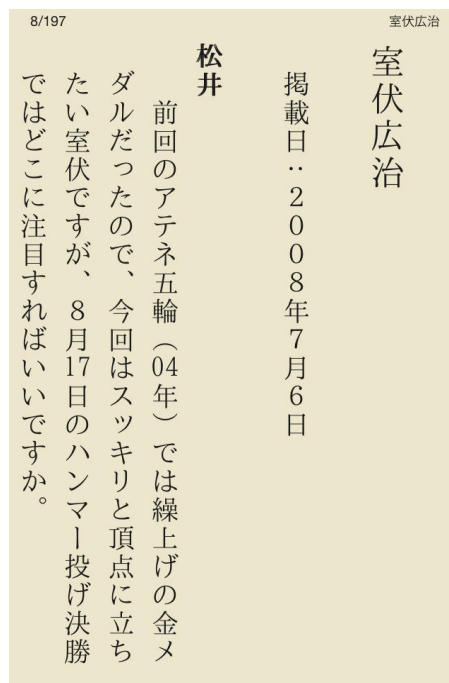 8/197
室伏広治
室伏広治
掲載日：２００８年７月６日
松井
前回のアテネ五輪（04年）では繰上げの金メ
ダルだったので、今回はスッキリと頂点に立ち
たい室伏ですが、８月17日のハンマー投げ決勝
ではどこに注目すればいいですか。